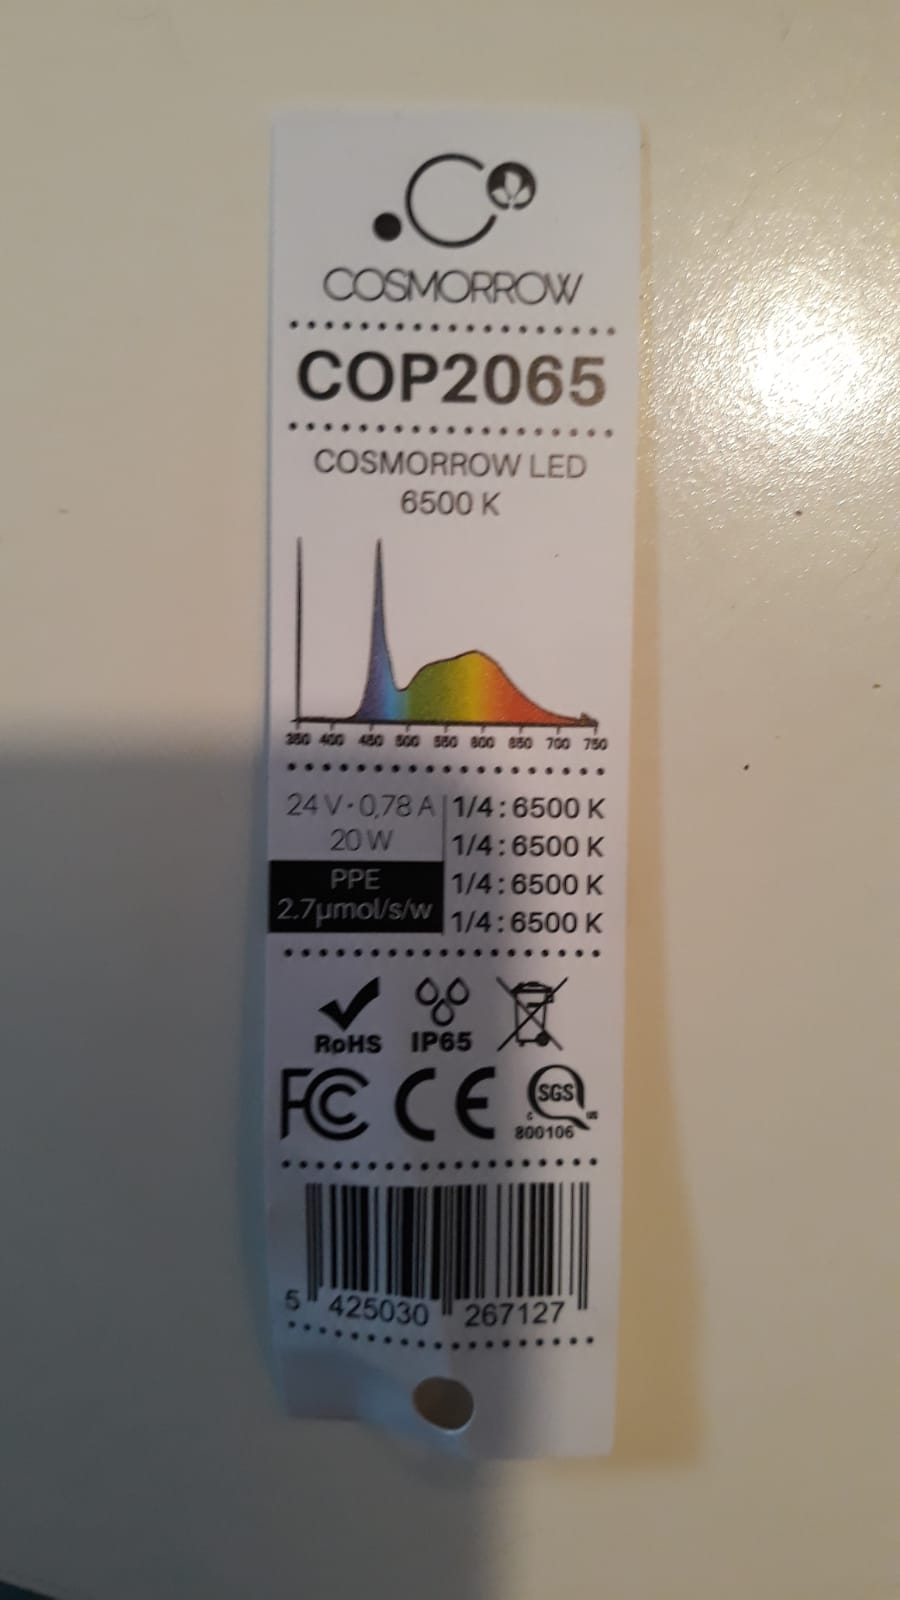 COSMORROW
COP2065
COSMORROW LED
6500 K
350 400 450 500 550 600 650 700 750
24 V · 0,78 A
20 W
PPE
2.7µmol/s/w
1/4 : 6500 K
1/4 : 6500 K
1/4 : 6500 K
1/4 : 6500 K
RoHS IP65
FC CE SGS
C US
800106
5 425030 267127